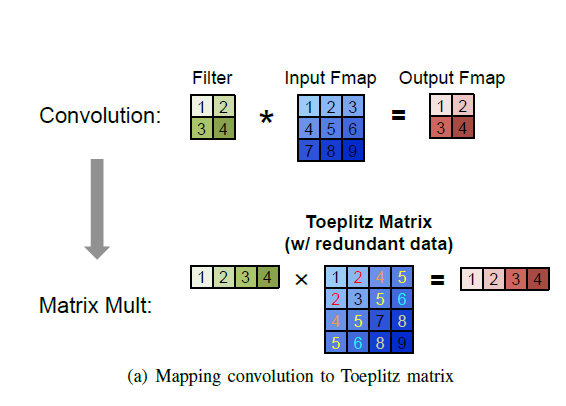 Filter Input Fmap Output Fmap
Convolution:
1 2 1 2 3 1 2
3 4 * 4 5 6 = 3 4
7 8 9
Toeplitz Matrix
(w/ redundant data)
1 2 3 4 × 1 2 4 5 = 1 2 3 4
2 3 5 6
Matrix Mult:
4 5 7 8
5 6 8 9
(a) Mapping convolution to Toeplitz matrix